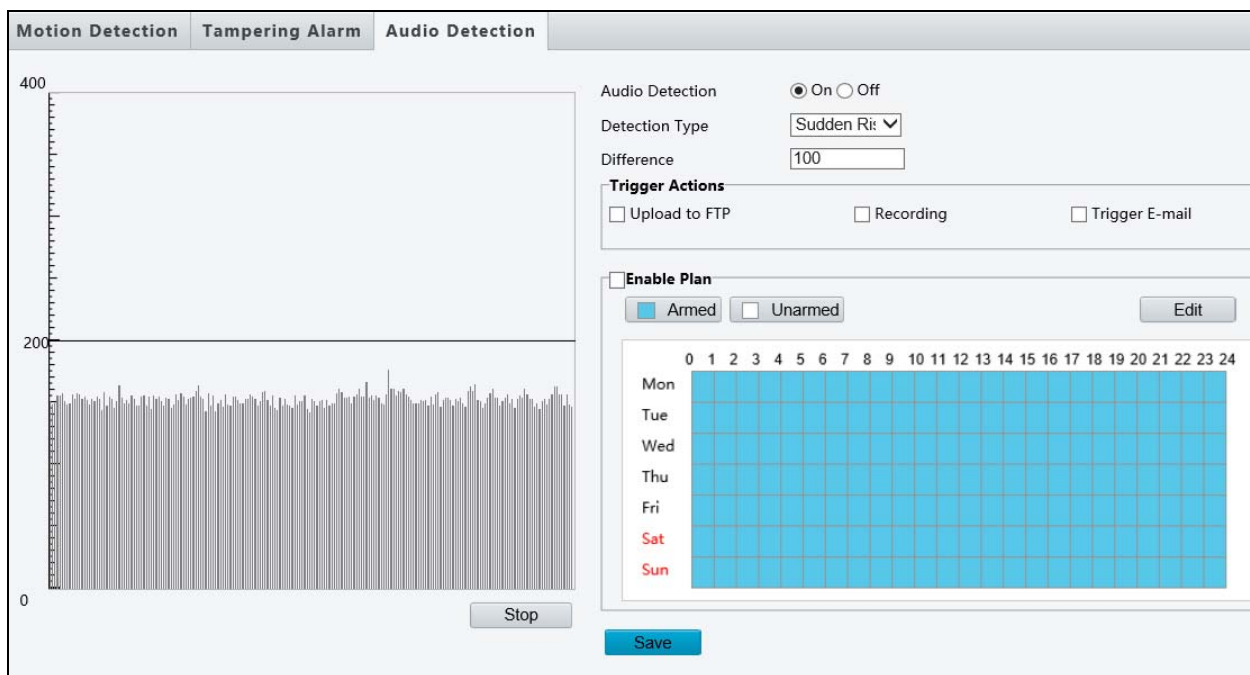 Motion Detection Tampering Alarm Audio Detection
400
200
0
Stop
Audio Detection On Off
Detection Type Sudden Ris
Difference 100
Trigger Actions
Upload to FTP Recording Trigger E-mail
Enable Plan
Armed Unarmed Edit
0 1 2 3 4 5 6 7 8 9 10 11 12 13 14 15 16 17 18 19 20 21 22 23 24
Mon
Tue
Wed
Thu
Fri
Sat
Sun
Save